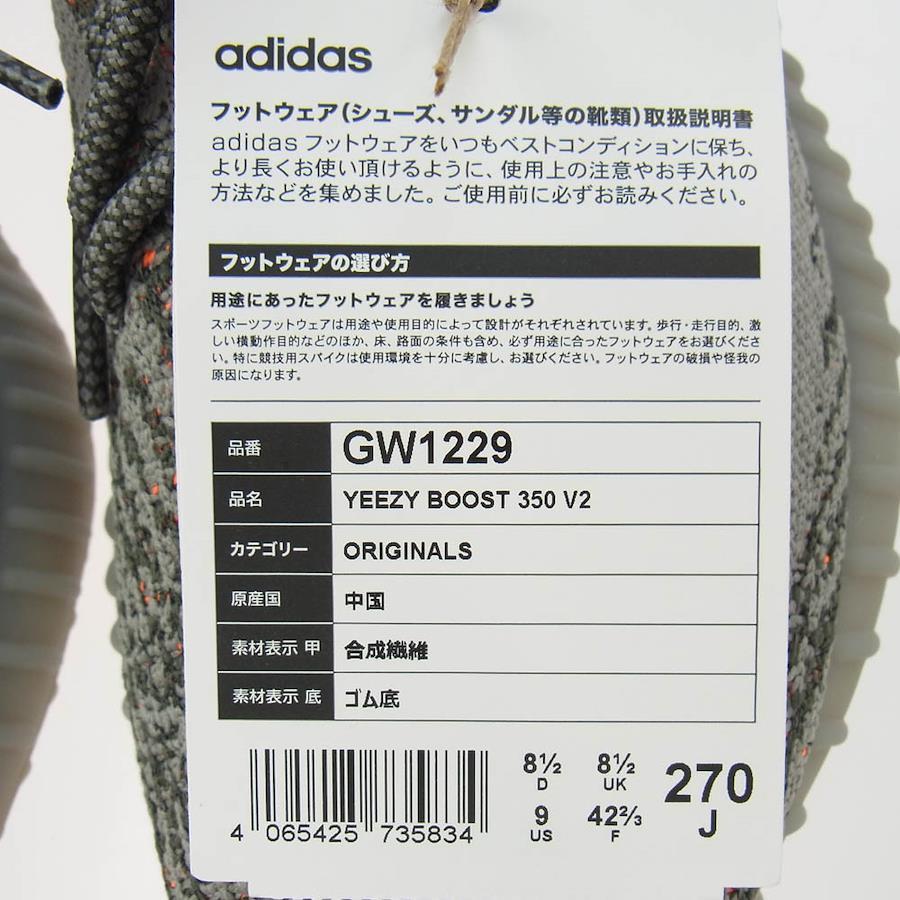 adidas
フットウェア(シューズ、サンダル等の靴類)取扱説明書
adidas フットウェアをいつもベストコンディションに保ち、
より長くお使い頂けるように、使用上の注意やお手入れの
方法などを集めました。ご使用前に必ずお読みください。
フットウェアの選び方
用途にあったフットウェアを履きましょう
スポーツフットウェアは用途や使用目的によって設計がそれぞれされています。歩行・走行目的、激
しい横動作目的などのほか、床、路面の条件も含め、必ず用途に合ったフットウェアをお選びくださ
い。特に競技用スパイクは使用環境を十分に考慮し、お選びください。フットウェアの破損や怪我の
原因になります。
品番 GW1229
品名 YEEZY BOOST 350 V2
カテゴリー ORIGINALS
原産国 中国
素材表示 甲 合成繊維
素材表示 底 ゴム底
8½ 8½ 270
D UK J
9 42⅔
US F
4 065425 735834